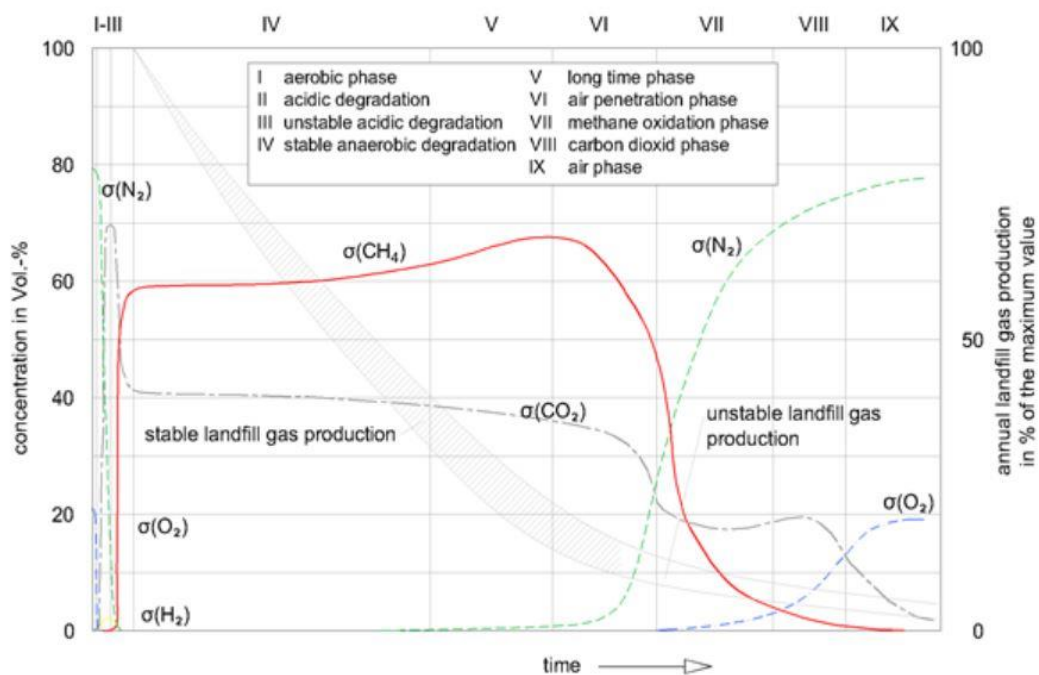 I-III IV V VI VII VIII IX
100
80
60
40
20
0
concentration in Vol.-%
I aerobic phase
II acidic degradation
III unstable acidic degradation
IV stable anaerobic degradation
V long time phase
VI air penetration phase
VII methane oxidation phase
VIII carbon dioxid phase
IX air phase
σ(N₂)
σ(CH₄)
σ(N₂)
σ(CO₂)
stable landfill gas production
unstable landfill gas
production
σ(O₂)
σ(O₂)
σ(H₂)
100
50
0
annual landfill gas production
in % of the maximum value
time